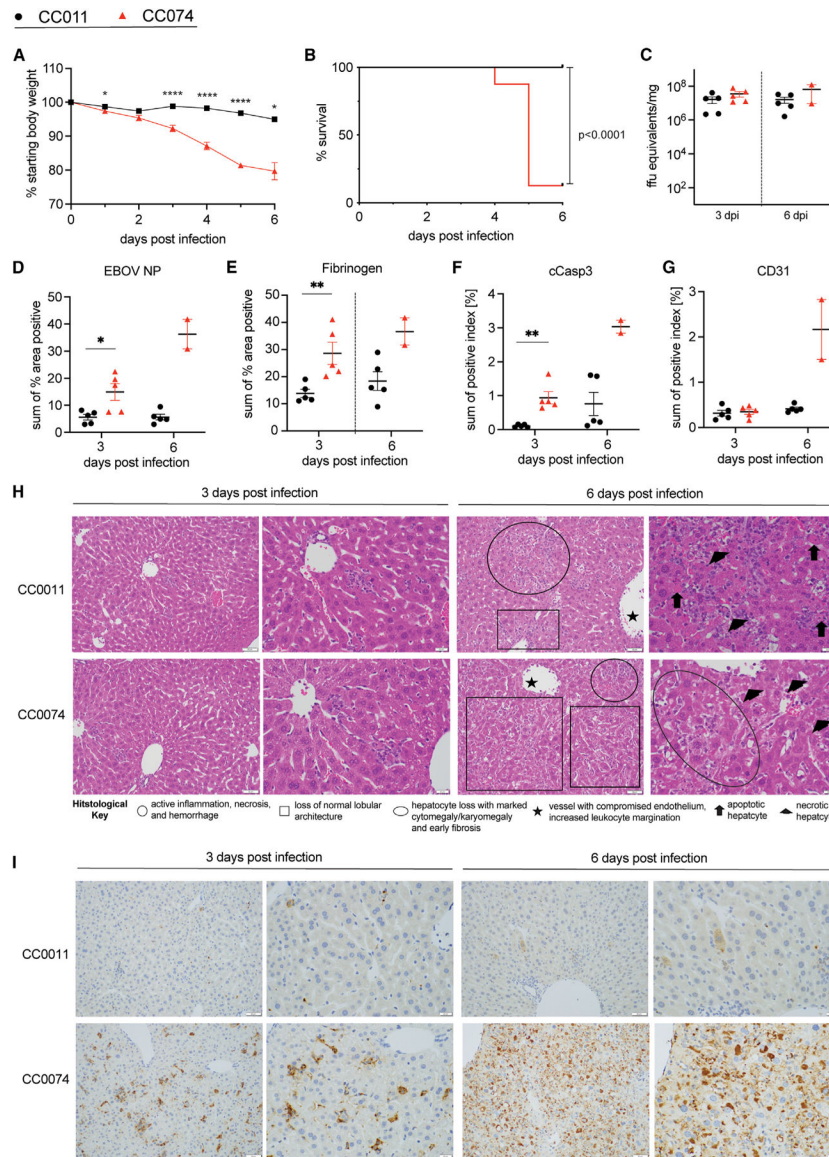 CC011 CC074
A
% starting body weight
110
100
90
80
70
* **** **** **** *
0 2 4 6
days post infection
B
% survival
100
50
0
p<0.0001
0 2 4 6
days post infection
C
ffu equivalents/mg
10⁸
10⁶
10⁴
10²
3 dpi 6 dpi
D
EBOV NP
sum of % area positive
50
40
30
20
10
0
*
3 6
days post infection
E
Fibrinogen
sum of % area positive
50
40
30
20
10
0
**
3 6
days post infection
F
cCasp3
sum of positive index [%]
4
3
2
1
0
**
3 6
days post infection
G
CD31
sum of positive index [%]
3
2
1
0
3 6
days post infection
H
3 days post infection 6 days post infection
CC0011
CC0074
Hitstological
Key
active inflammation, necrosis,
and hemorrhage
loss of normal lobular
architecture
hepatocyte loss with marked
cytomegaly/karyomegaly
and early fibrosis
vessel with compromised endothelium,
increased leukocyte margination
apoptotic
hepatcyte
necrotic
hepatcy
I
3 days post infection 6 days post infection
CC0011
CC0074